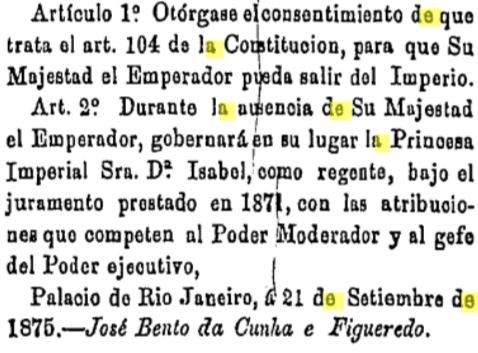 Artículo 1º Otórgase el consentimiento de que
trata el art. 104 de la Constitucion, para que Su
Majestad el Emperador pueda salir del Imperio.
Art. 2º Durante la ausencia de Su Majestad
el Emperador, gobernará en su lugar la Princesa
Imperial Sra. Dª Isabel, como regente, bajo el
juramento prestado en 1871, con las atribucio-
nes que competen al Poder Moderador y al gefe
del Poder ejecutivo,
Palacio de Rio Janeiro, á 21 de Setiembre de
1875.—José Bento da Cunha e Figueredo.